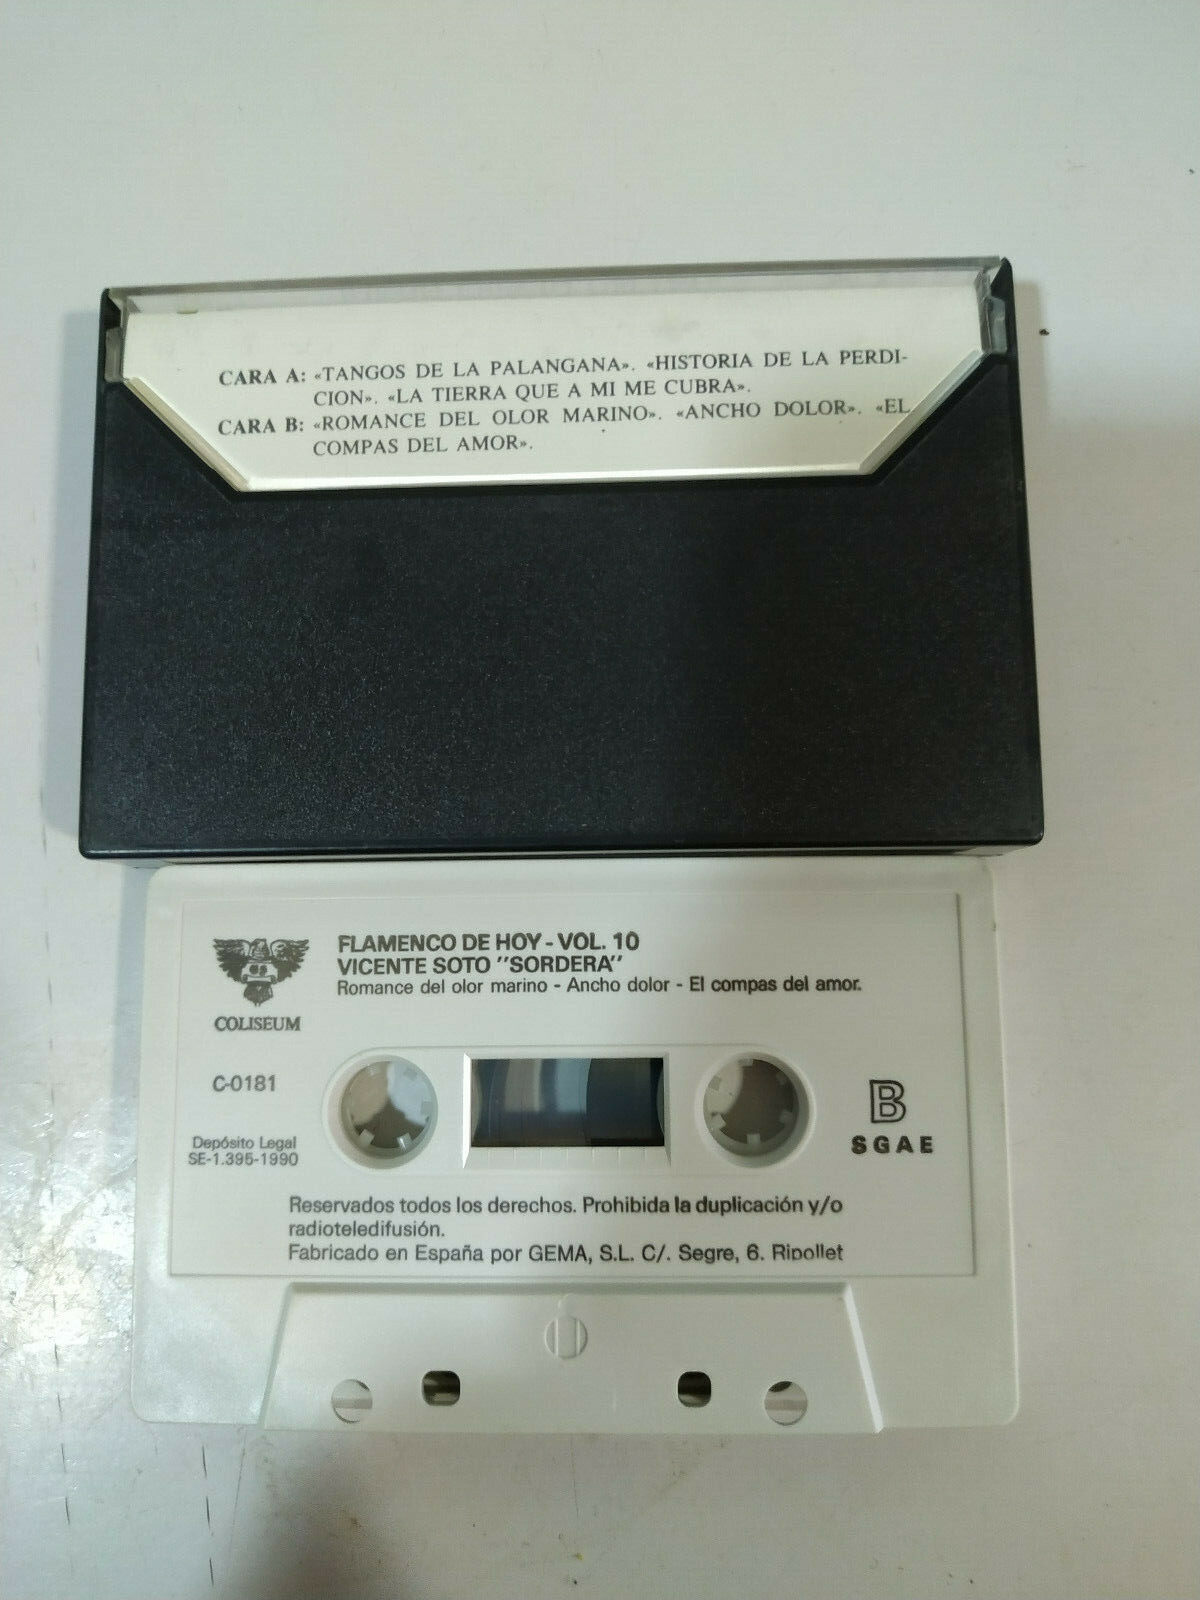 CARA A: «TANGOS DE LA PALANGANA». «HISTORIA DE LA PERDI-
CION». «LA TIERRA QUE A MI ME CUBRA».
CARA B: «ROMANCE DEL OLOR MARINO». «ANCHO DOLOR». «EL
COMPAS DEL AMOR».
FLAMENCO DE HOY - VOL. 10
VICENTE SOTO "SORDERA"
Romance del olor marino - Ancho dolor - El compas del amor.
COLISEUM
C-0181
B
SGAE
Depósito Legal
SE-1.395-1990
Reservados todos los derechos. Prohibida la duplicación y/o
radioteledifusión.
Fabricado en España por GEMA, S.L. C/. Segre, 6. Ripollet